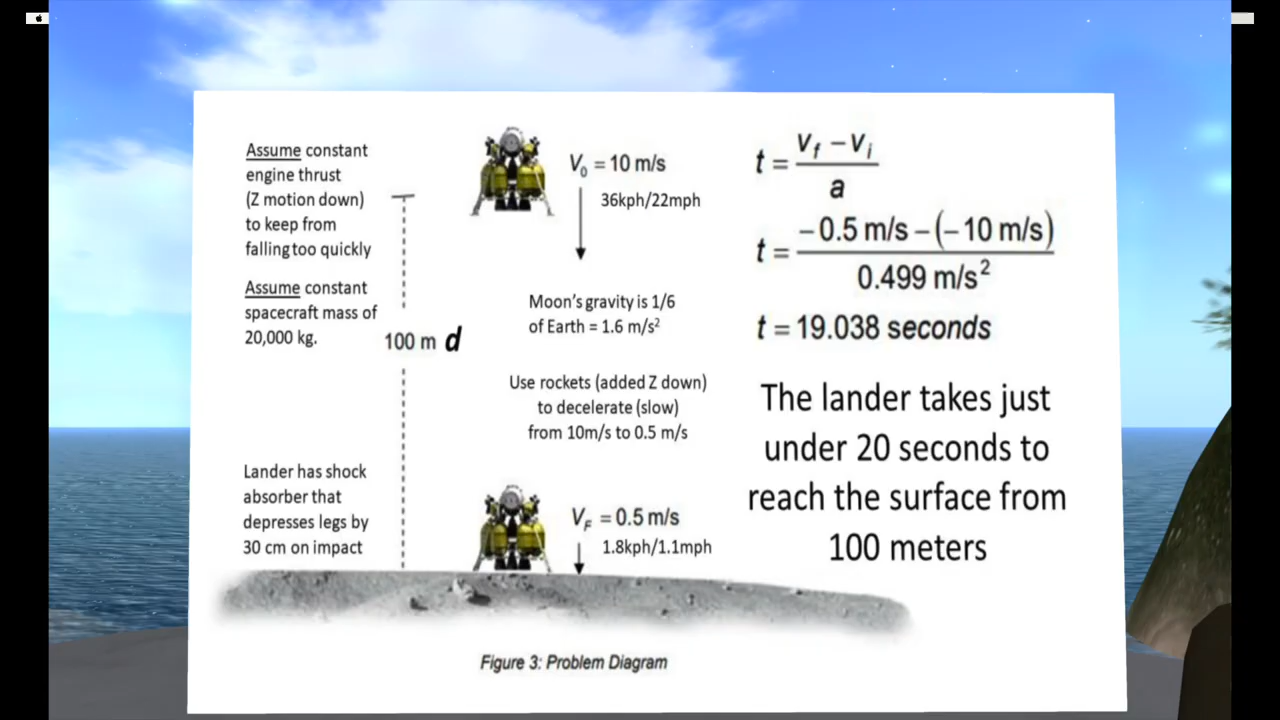 Assume constant
engine thrust
(Z motion down)
to keep from
falling too quickly
Assume constant
spacecraft mass of
20,000 kg.
100 m d
Lander has shock
absorber that
depresses legs by
30 cm on impact
V₀ = 10 m/s
36kph/22mph
Moon's gravity is 1/6
of Earth = 1.6 m/s²
Use rockets (added Z down)
to decelerate (slow)
from 10m/s to 0.5 m/s
V_F = 0.5 m/s
1.8kph/1.1mph
t = (v_f − v_i) / a
t = (−0.5 m/s − (−10 m/s)) / 0.499 m/s²
t = 19.038 seconds
The lander takes just
under 20 seconds to
reach the surface from
100 meters
Figure 3: Problem Diagram